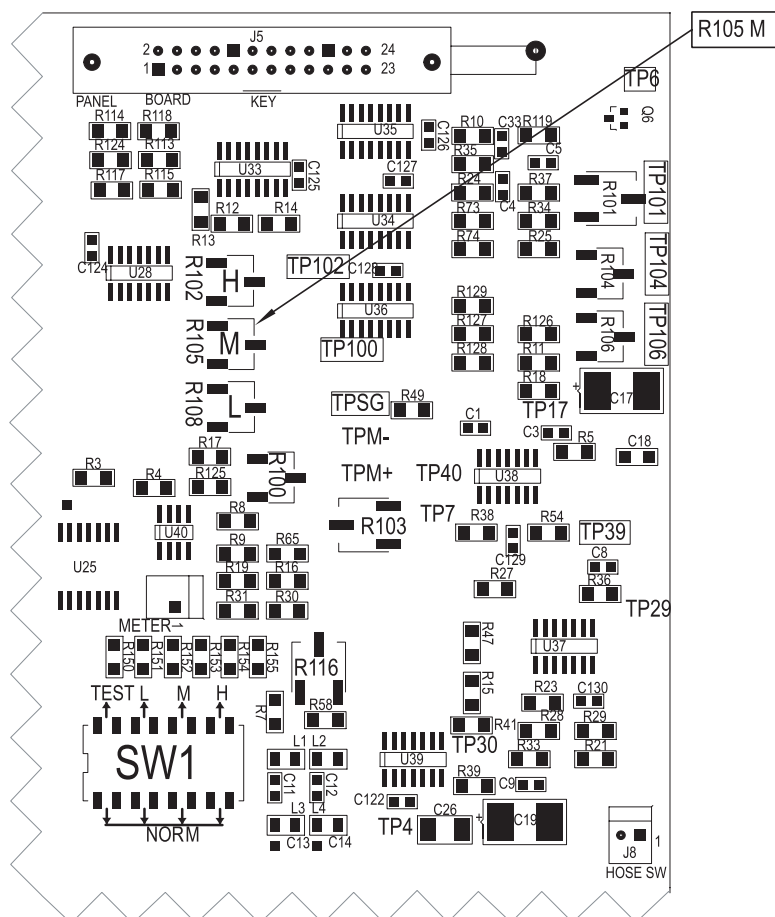 R105 M
J5
2 24
1 23
PANEL BOARD KEY
TP6
Q6
R114 R118
R124 R113
R117 R115
U33
C125
U35
C126
R10
C33
R119
R35
C5
C127
R24
C4
R37
R101
TP101
R13
R12
R14
U34
R73
R34
R74
R25
C124
U28
R102
H
TP102
C128
R104
TP104
U36
R129
R105
M
TP100
R127
R126
R106
TP106
R128
R11
R18
C17
+
R108
L
TPSG
R49
TP17
C1
C3
R5
C18
TPM-
R17
R125
R100
R3
R4
TPM+
TP40
U38
R8
R103
TP7
R38
R54
TP39
U40
R9
R65
C129
C8
U25
R19
R16
R27
R36
R31
R30
TP29
METER 1
R150
R151
R152
R153
R154
R155
R116
R47
U37
TEST L M H
R7
R58
R15
R23
C130
R41
R28
R29
SW1
L1 L2
TP30
R33
R21
U39
C11
C12
R39
C9
NORM
L3 L4
C122
C13 C14
TP4
C26
+
C19
J8
1
HOSE SW